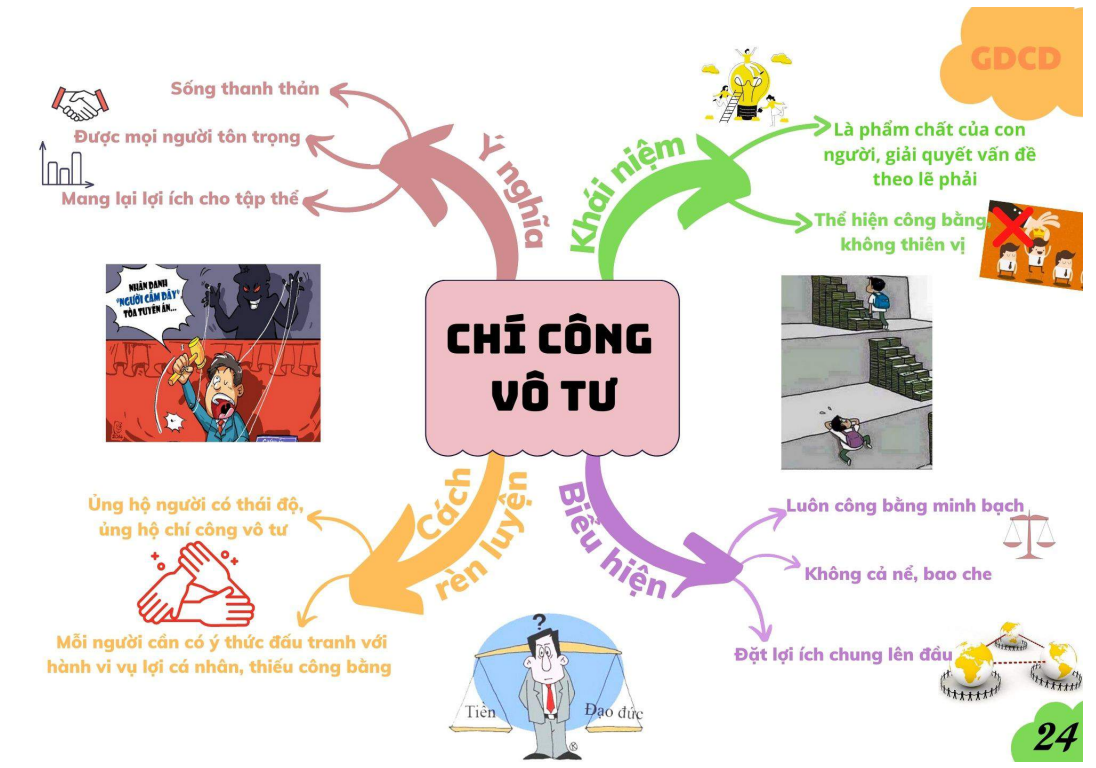 GDCD
Khái niệm
Là phẩm chất của con
người, giải quyết vấn đề
theo lẽ phải
Thể hiện công bằng,
không thiên vị
Ý nghĩa
Sống thanh thản
Được mọi người tôn trọng
Mang lại lợi ích cho tập thể
NHÂN DANH
"NGƯỜI CẦM DÂY"
TÒA TUYÊN ÁN...
CHÍ CÔNG
VÔ TƯ
Cách
rèn luyện
Ủng hộ người có thái độ,
ủng hộ chí công vô tư
Mỗi người cần có ý thức đấu tranh với
hành vi vụ lợi cá nhân, thiếu công bằng
Biểu hiện
Luôn công bằng minh bạch
Không cả nể, bao che
Đặt lợi ích chung lên đầu
?
Tiền
Đạo đức
24